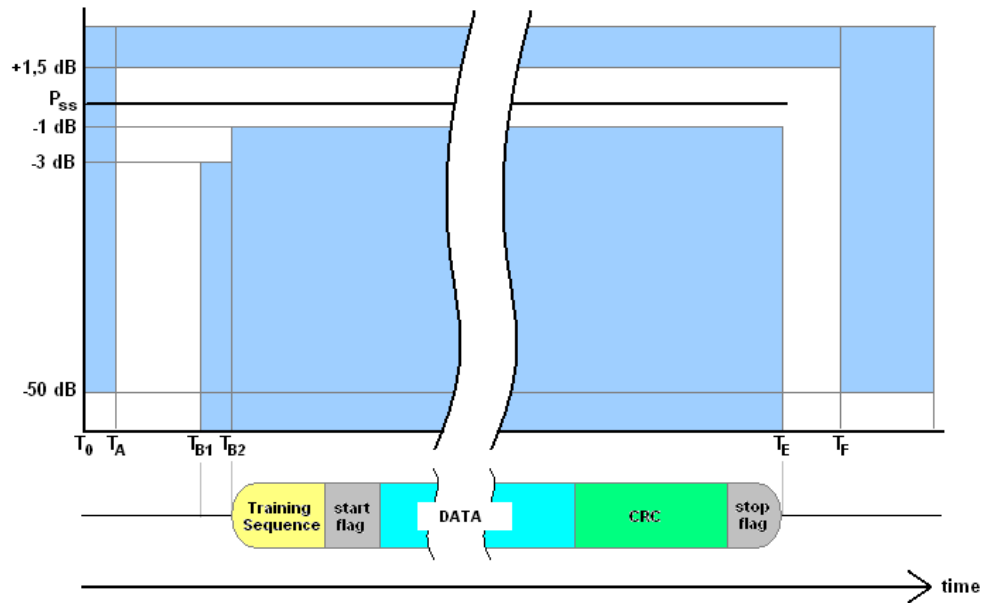 +1,5 dB
Pss
-1 dB
-3 dB
-50 dB
T0 TA TB1 TB2 TE TF
Training Sequence
start flag
DATA
CRC
stop flag
time